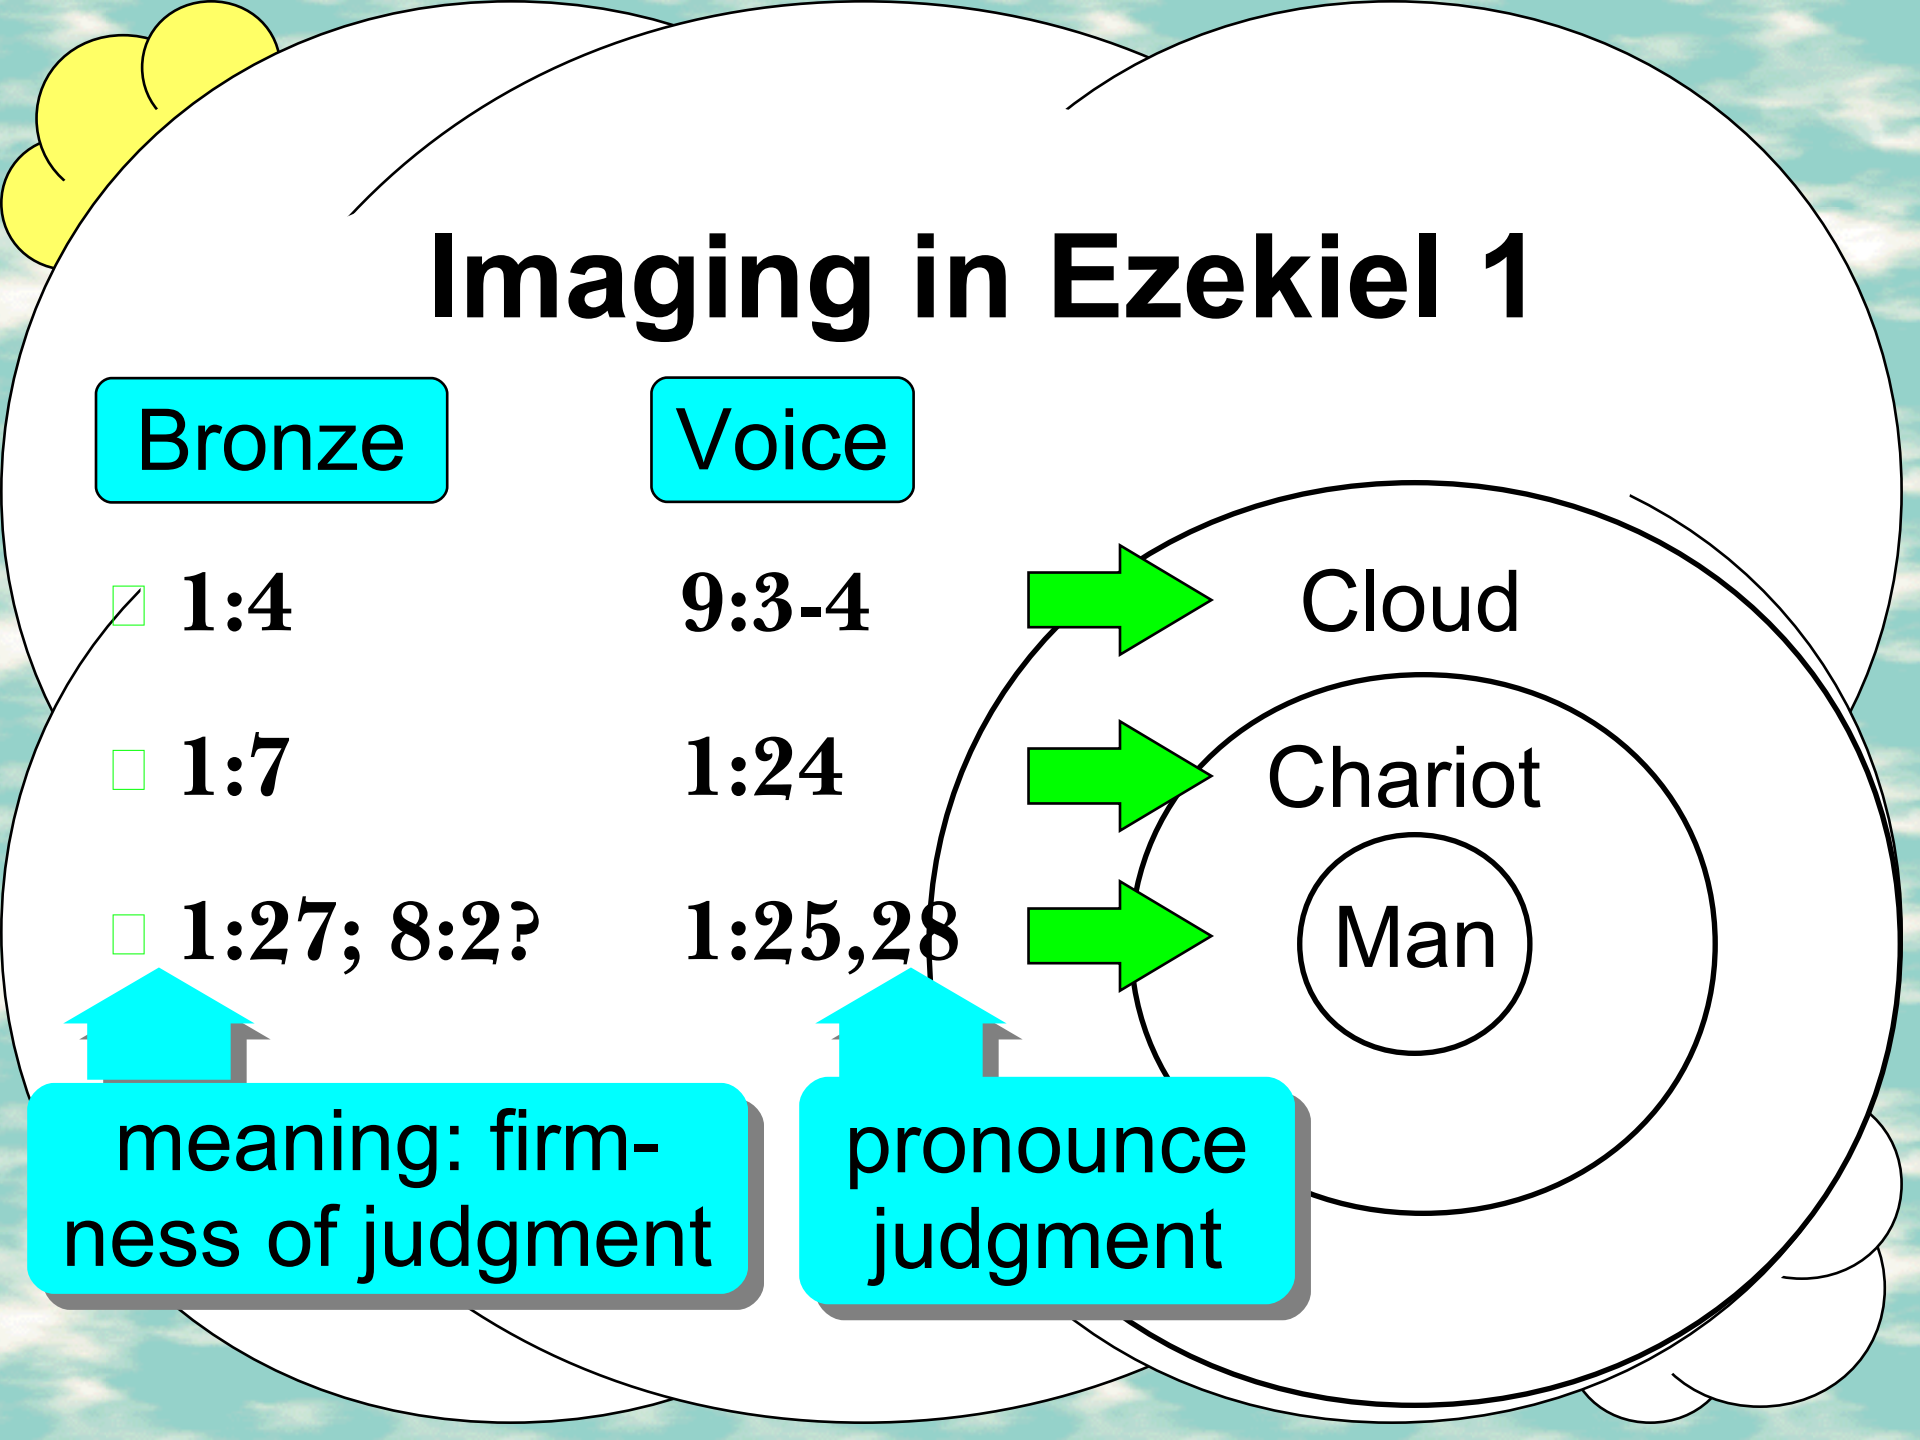 Imaging in Ezekiel 1
Bronze Voice
1:4 9:3-4 Cloud
1:7 1:24 Chariot
1:27; 8:2? 1:25,28 Man
meaning: firm-
ness of judgment
pronounce
judgment